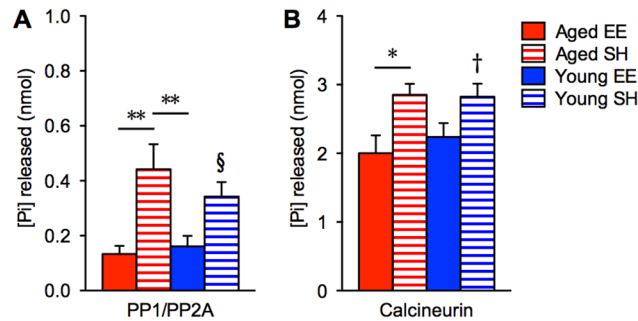 A
[Pi] released (nmol)
1.0
0.8
0.6
0.4
0.2
0.0
**
**
§
PP1/PP2A
B
[Pi] released (nmol)
4
3
2
1
0
*
†
Calcineurin
Aged EE
Aged SH
Young EE
Young SH